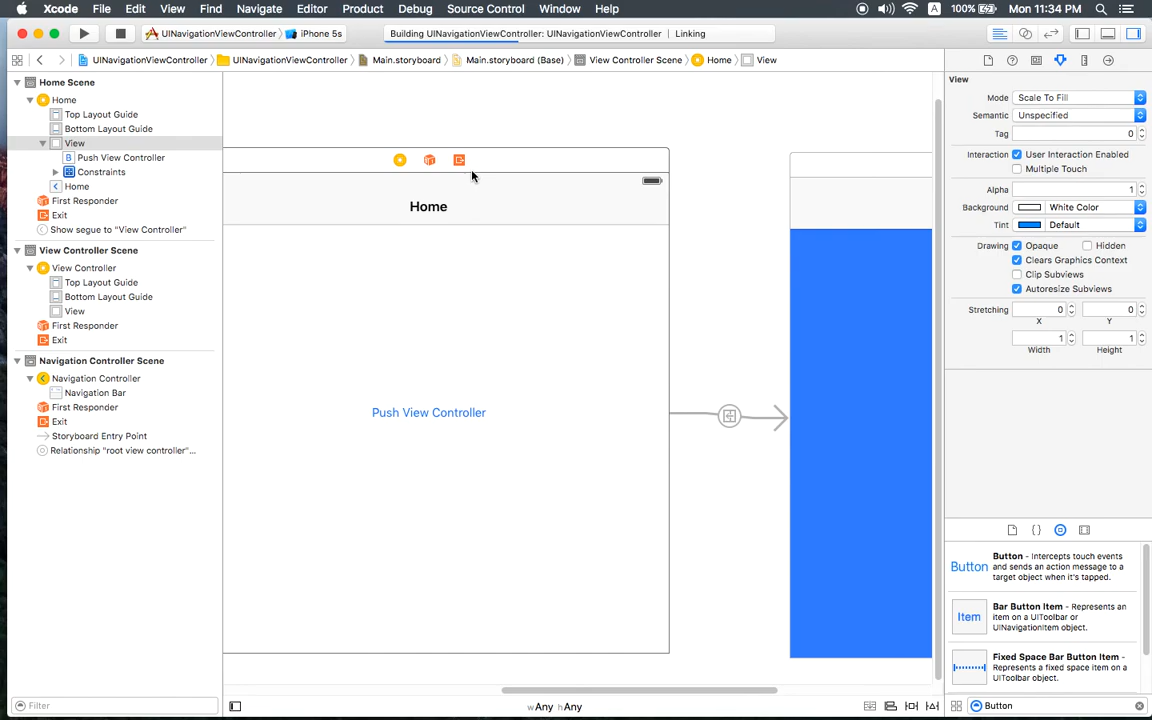 Xcode File Edit View Find Navigate Editor Product Debug Source Control Window Help A 100% Mon 11:34 PM
UINavigationViewController iPhone 5s Building UINavigationViewController: UINavigationViewController Linking
UINavigationViewController UINavigationViewController Main.storyboard Main.storyboard (Base) View Controller Scene Home View
Home Scene
Home
Top Layout Guide
Bottom Layout Guide
View
B Push View Controller
Constraints
Home
First Responder
Exit
Show segue to "View Controller"
View Controller Scene
View Controller
Top Layout Guide
Bottom Layout Guide
View
First Responder
Exit
Navigation Controller Scene
Navigation Controller
Navigation Bar
First Responder
Exit
Storyboard Entry Point
Relationship "root view controller"...
Filter
Home
Push View Controller
wAny hAny
View
Mode Scale To Fill
Semantic Unspecified
Tag 0
Interaction User Interaction Enabled
Multiple Touch
Alpha 1
Background White Color
Tint Default
Drawing Opaque Hidden
Clears Graphics Context
Clip Subviews
Autoresize Subviews
Stretching 0 0
X Y
1 1
Width Height
{}
Button
Button - Intercepts touch events
and sends an action message to a
target object when it's tapped.
Item
Bar Button Item - Represents an
item on a UIToolbar or
UINavigationItem object.
Fixed Space Bar Button Item -
Represents a fixed space item on a
UIToolbar object.
Button